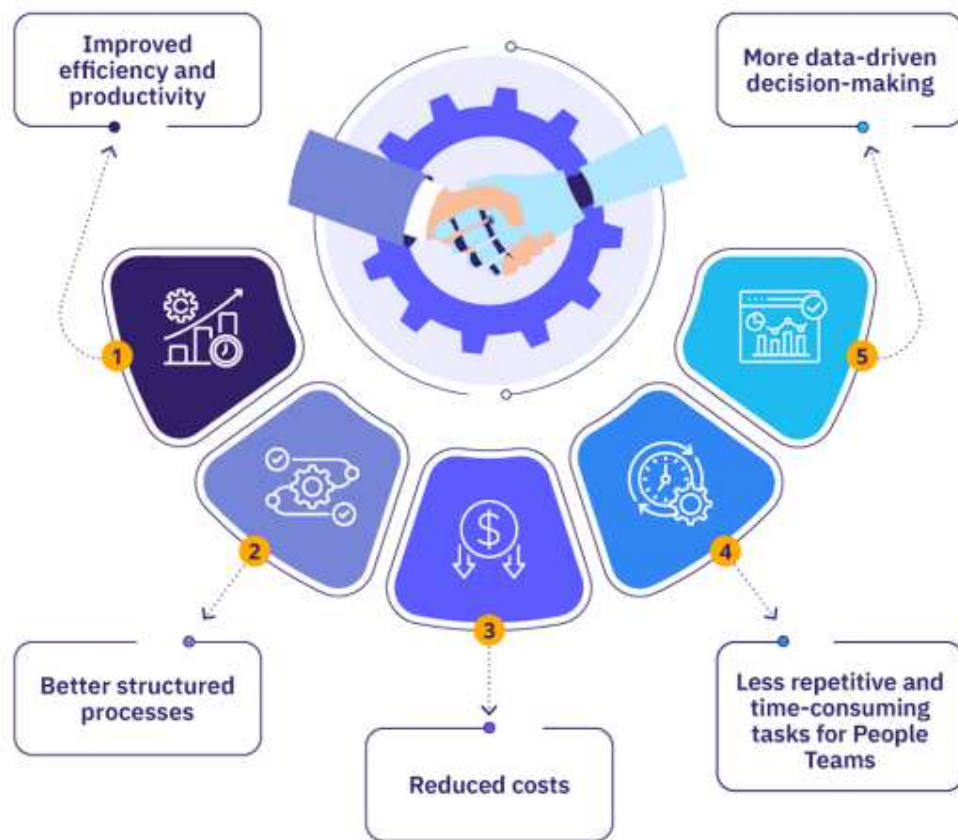 Improved
efficiency and
productivity
More data-driven
decision-making
1
5
2
4
3
Better structured
processes
Reduced costs
Less repetitive and
time-consuming
tasks for People
Teams
$